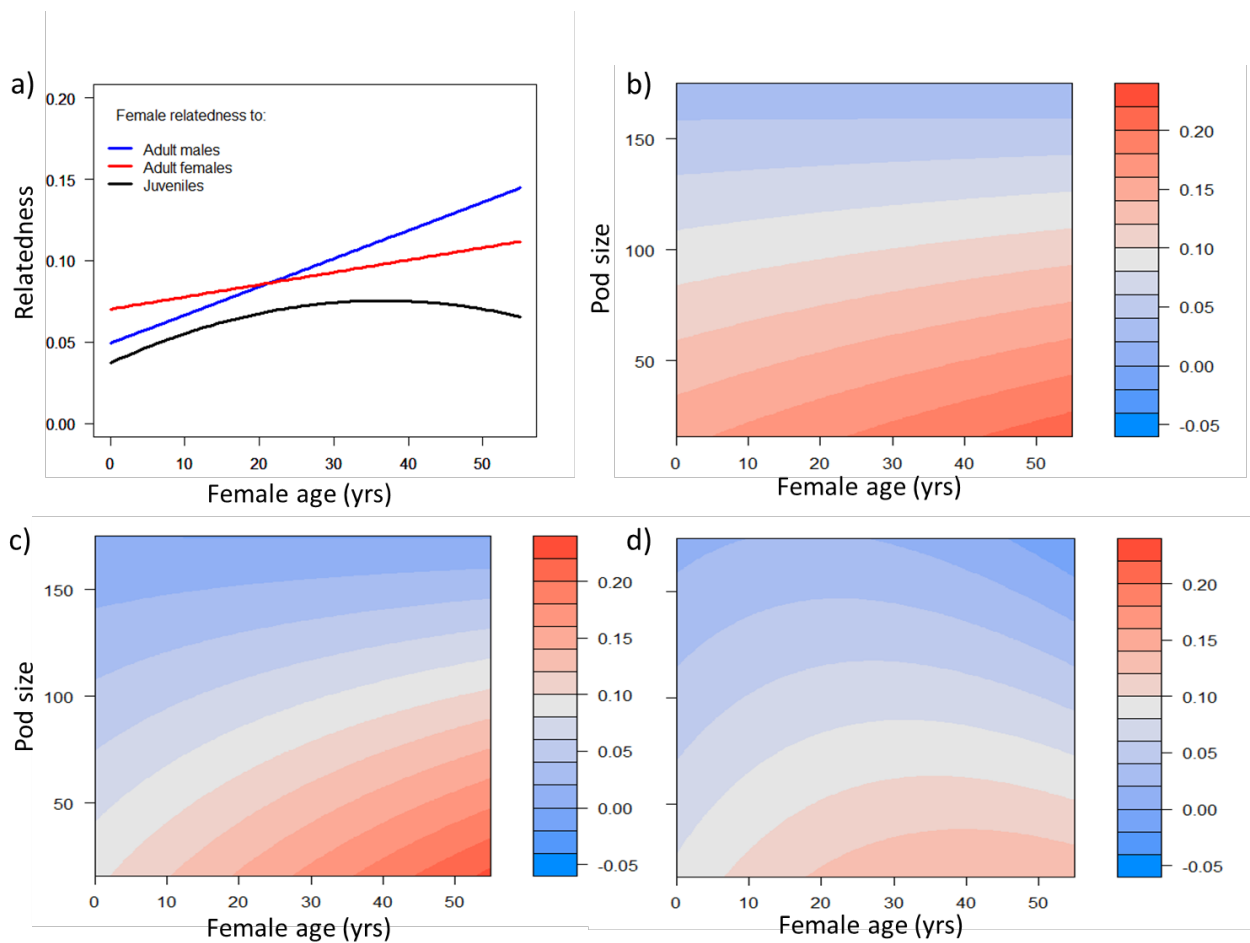 a)
0.20
0.15
0.10
0.05
0.00
Female relatedness to:
Adult males
Adult females
Juveniles
Relatedness
0 10 20 30 40 50
Female age (yrs)
b)
150
100
50
Pod size
0 10 20 30 40 50
Female age (yrs)
0.20
0.15
0.10
0.05
0.00
-0.05
c)
150
100
50
Pod size
0 10 20 30 40 50
Female age (yrs)
0.20
0.15
0.10
0.05
0.00
-0.05
d)
0 10 20 30 40 50
Female age (yrs)
0.20
0.15
0.10
0.05
0.00
-0.05